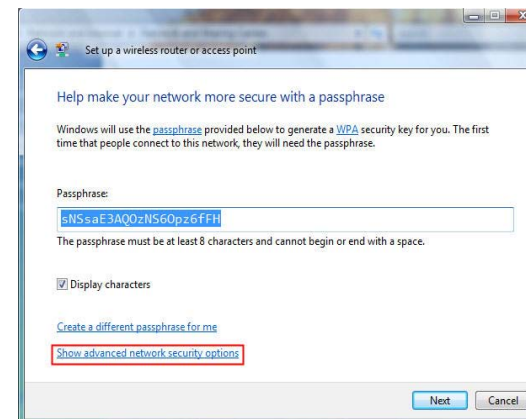 Set up a wireless router or access point
Help make your network more secure with a passphrase
Windows will use the passphrase provided below to generate a WPA security key for you. The first
time that people connect to this network, they will need the passphrase.
Passphrase:
sNSsaE3AQOzNS6Opz6fFH
The passphrase must be at least 8 characters and cannot begin or end with a space.
Display characters
Create a different passphrase for me
Show advanced network security options
Next
Cancel